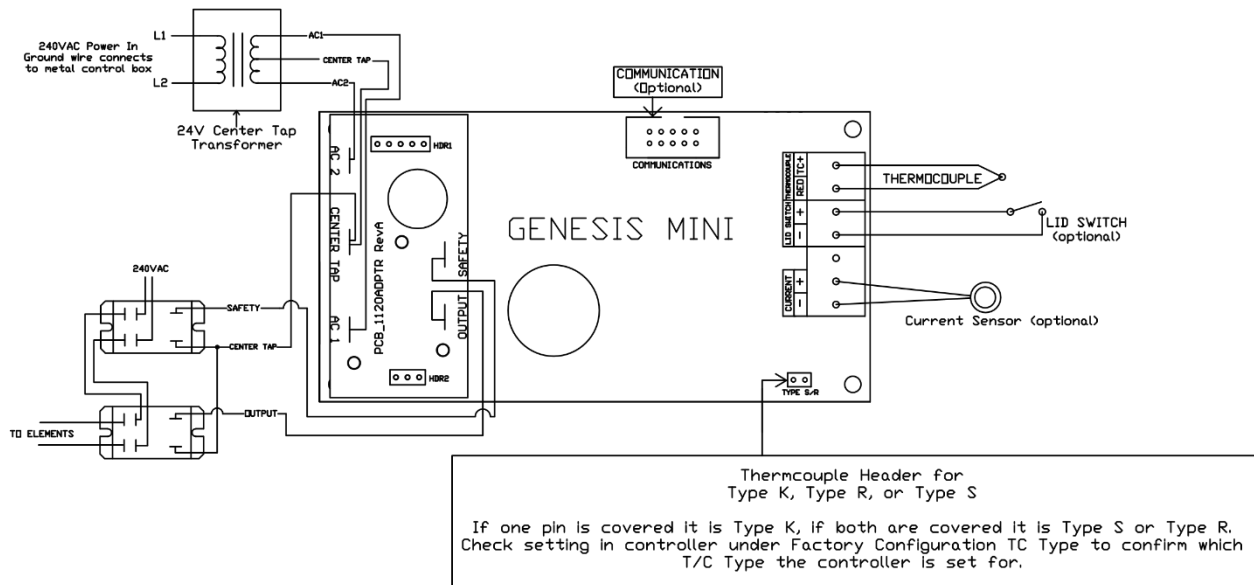 L1
240VAC Power In
Ground wire connects
to metal control box
L2
AC1
CENTER TAP
AC2
24V Center Tap
Transformer
COMMUNICATION
(Optional)
COMMUNICATIONS
AC 2
CENTER TAP
AC 1
HDR1
PCB_1120ADPTR RevA
HDR2
SAFETY
OUTPUT
GENESIS MINI
THERMOCOUPLE
TC+
RED
LID SWITCH
+
-
CURRENT
+
-
THERMOCOUPLE
LID SWITCH
(optional)
Current Sensor (optional)
TYPE S/R
240VAC
SAFETY
CENTER TAP
OUTPUT
TO ELEMENTS
Thermcouple Header for
Type K, Type R, or Type S
If one pin is covered it is Type K, if both are covered it is Type S or Type R.
Check setting in controller under Factory Configuration TC Type to confirm which
T/C Type the controller is set for.